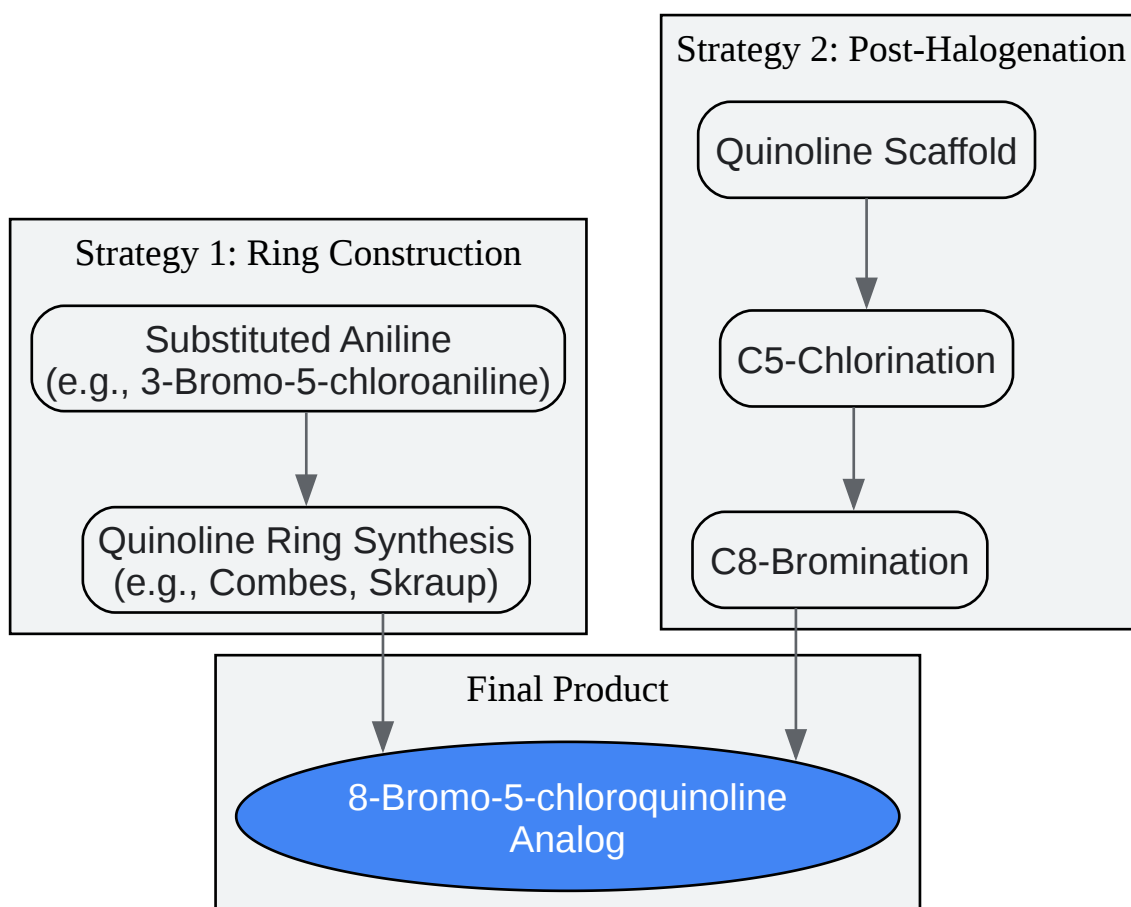 Strategy 2: Post-Halogenation
Quinoline Scaffold
C5-Chlorination
C8-Bromination
Strategy 1: Ring Construction
Substituted Aniline
(e.g., 3-Bromo-5-chloroaniline)
Quinoline Ring Synthesis
(e.g., Combes, Skraup)
Final Product
8-Bromo-5-chloroquinoline
Analog